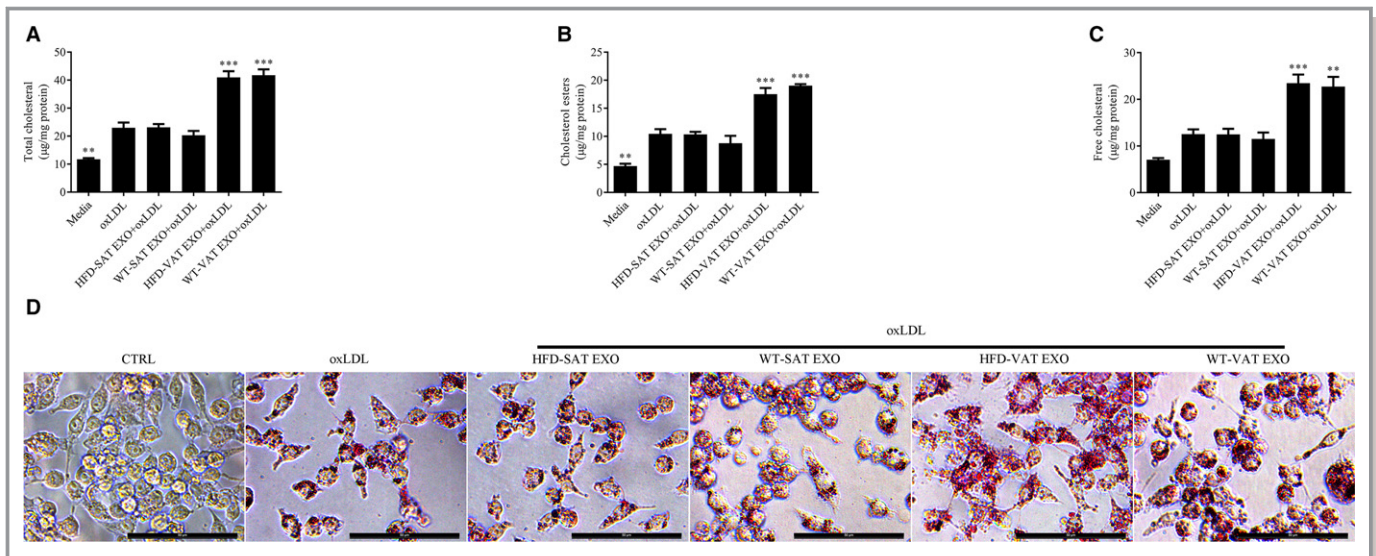 A
Total cholesteral
(μg/mg protein)
50
40
30
20
10
0
**
***
***
Media
oxLDL
HFD-SAT EXO+oxLDL
WT-SAT EXO+oxLDL
HFD-VAT EXO+oxLDL
WT-VAT EXO+oxLDL
B
Cholesterol esters
(μg/mg protein)
25
20
15
10
5
0
**
***
***
Media
oxLDL
HFD-SAT EXO+oxLDL
WT-SAT EXO+oxLDL
HFD-VAT EXO+oxLDL
WT-VAT EXO+oxLDL
C
Free cholesteral
(μg/mg protein)
30
20
10
0
***
**
Media
oxLDL
HFD-SAT EXO+oxLDL
WT-SAT EXO+oxLDL
HFD-VAT EXO+oxLDL
WT-VAT EXO+oxLDL
D
oxLDL
CTRL oxLDL HFD-SAT EXO WT-SAT EXO HFD-VAT EXO WT-VAT EXO